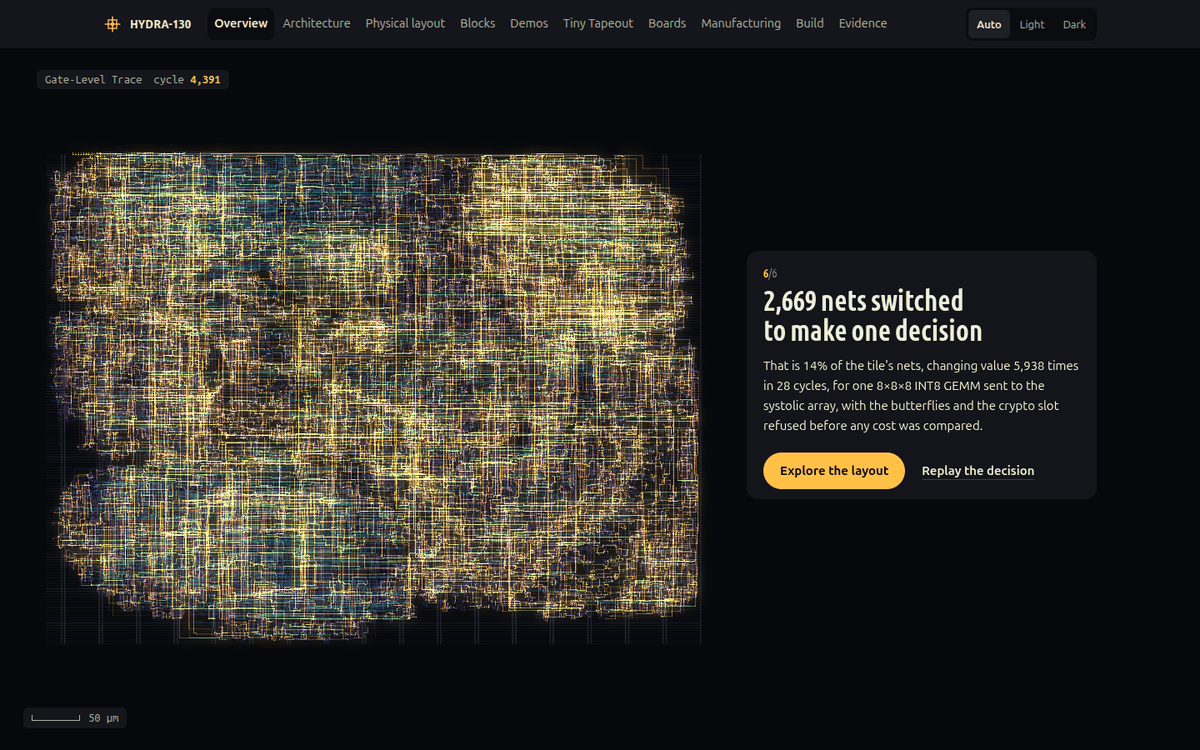 HYDRA-130 Overview Architecture Physical layout Blocks Demos Tiny Tapeout Boards Manufacturing Build Evidence Auto Light Dark
Gate-Level Trace cycle 4,391
6/6
2,669 nets switched
to make one decision
That is 14% of the tile's nets, changing value 5,938 times
in 28 cycles, for one 8×8×8 INT8 GEMM sent to the
systolic array, with the butterflies and the crypto slot
refused before any cost was compared.
Explore the layout Replay the decision
50 µm